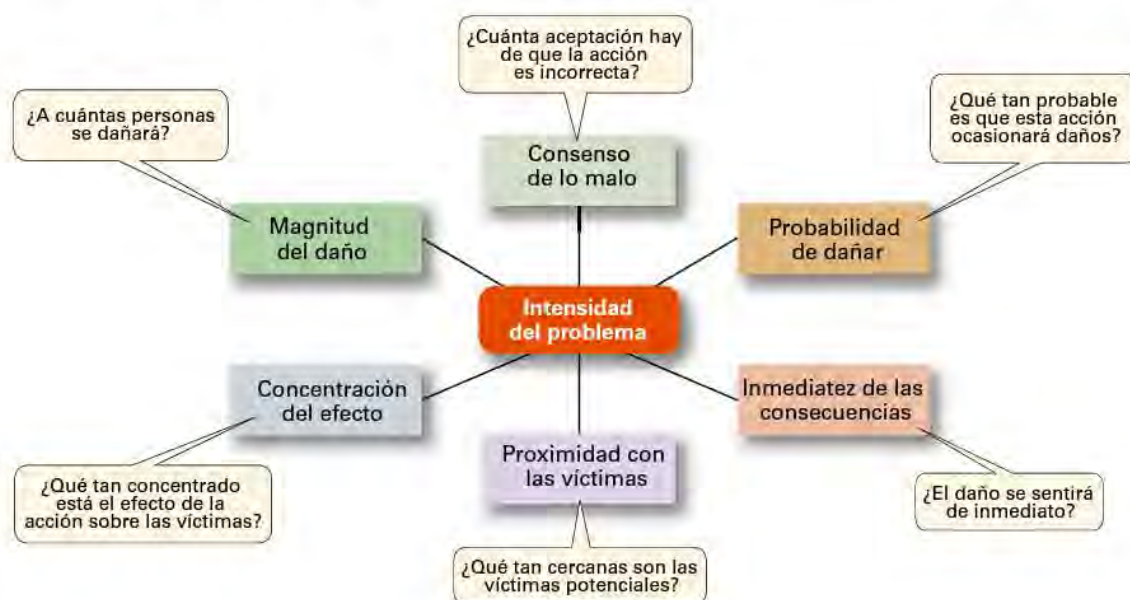 ¿Cuánta aceptación hay
de que la acción
es incorrecta?
¿A cuántas personas
se dañará?
¿Qué tan probable
es que esta acción
ocasionará daños?
Consenso
de lo malo
Magnitud
del daño
Probabilidad
de dañar
Intensidad
del problema
Concentración
del efecto
Inmediatez de las
consecuencias
Proximidad con
las víctimas
¿Qué tan concentrado
está el efecto de la
acción sobre las víctimas?
¿El daño se sentirá
de inmediato?
¿Qué tan cercanas son las
víctimas potenciales?